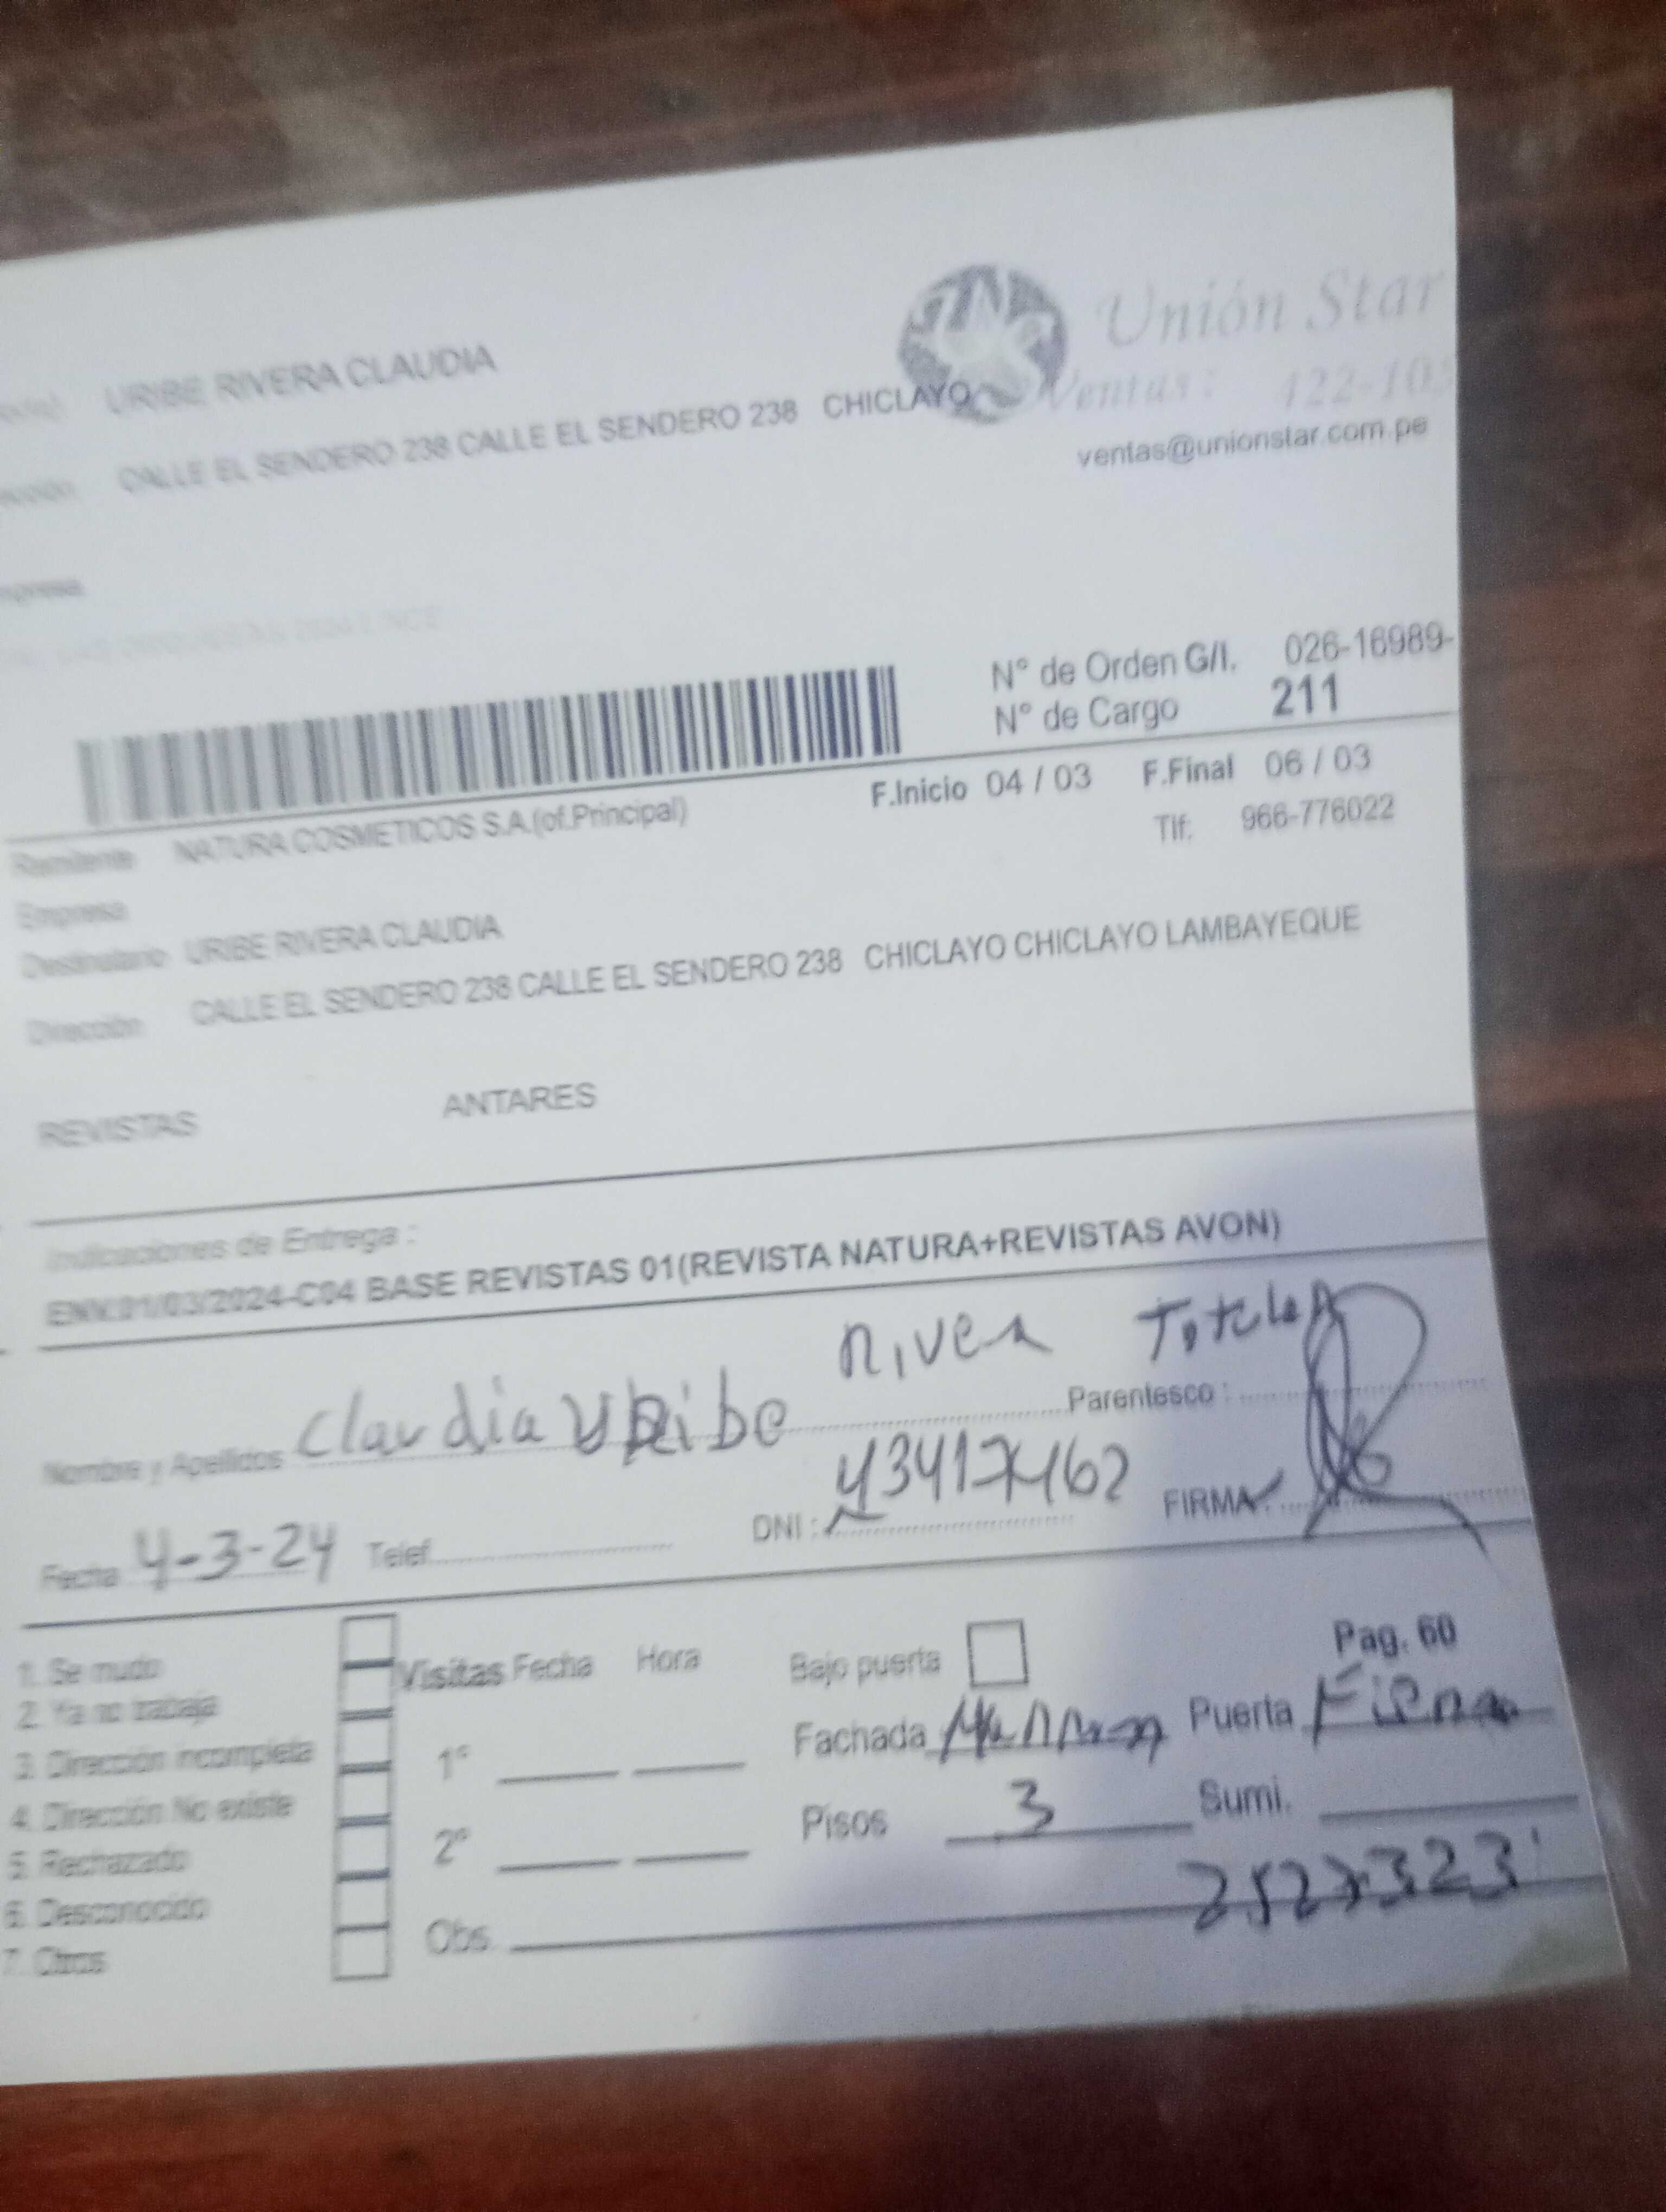 Unión Star
URIBE RIVERA CLAUDIA
Ventas: 422-10
CALLE EL SENDERO 238 CALLE EL SENDERO 238 CHICLAYO
ventas@unionstar.com.pe
N° de Orden G/I. 026-16989-
N° de Cargo 211
F.Inicio 04 / 03 F.Final 06 / 03
Remitente NATURA COSMETICOS S.A.(of.Principal)
Tlf. 966-776022
Empresa
Destinatario URIBE RIVERA CLAUDIA
Dirección CALLE EL SENDERO 238 CALLE EL SENDERO 238 CHICLAYO CHICLAYO LAMBAYEQUE
REVISTAS ANTARES
Indicaciones de Entrega :
ENV.01/03/2024-C04 BASE REVISTAS 01(REVISTA NATURA+REVISTAS AVON)
Nombre y Apellidos Claudia Uribe Parentesco :
Fecha 4-3-24 Telef. DNI : 43417462 FIRMA :
Pag. 60
1. Se mudo Visitas Fecha Hora Bajo puerta
2. Ya no trabaja
3. Dirección incompleta 1° Fachada Puerta
4. Dirección No existe
5. Rechazado 2° Pisos 3 Sumi.
6. Desconocido
7. Otros Obs.